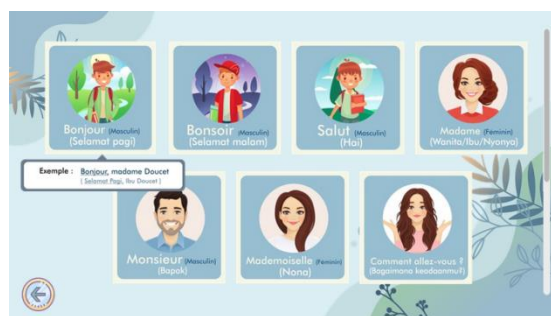 Bonjour (Masculin)
(Selamat pagi)
Bonsoir (Masculin)
(Selamat malam)
Salut (Masculin)
(Hai)
Madame (Feminin)
(Wanita/Ibu/Nyonya)
Exemple : Bonjour, madame Doucet
( Selamat Pagi, Ibu Doucet )
Monsieur (Masculin)
(Bapak)
Mademoiselle (Feminin)
(Nona)
Comment allez-vous ?
(Bagaimana keadaanmu?)